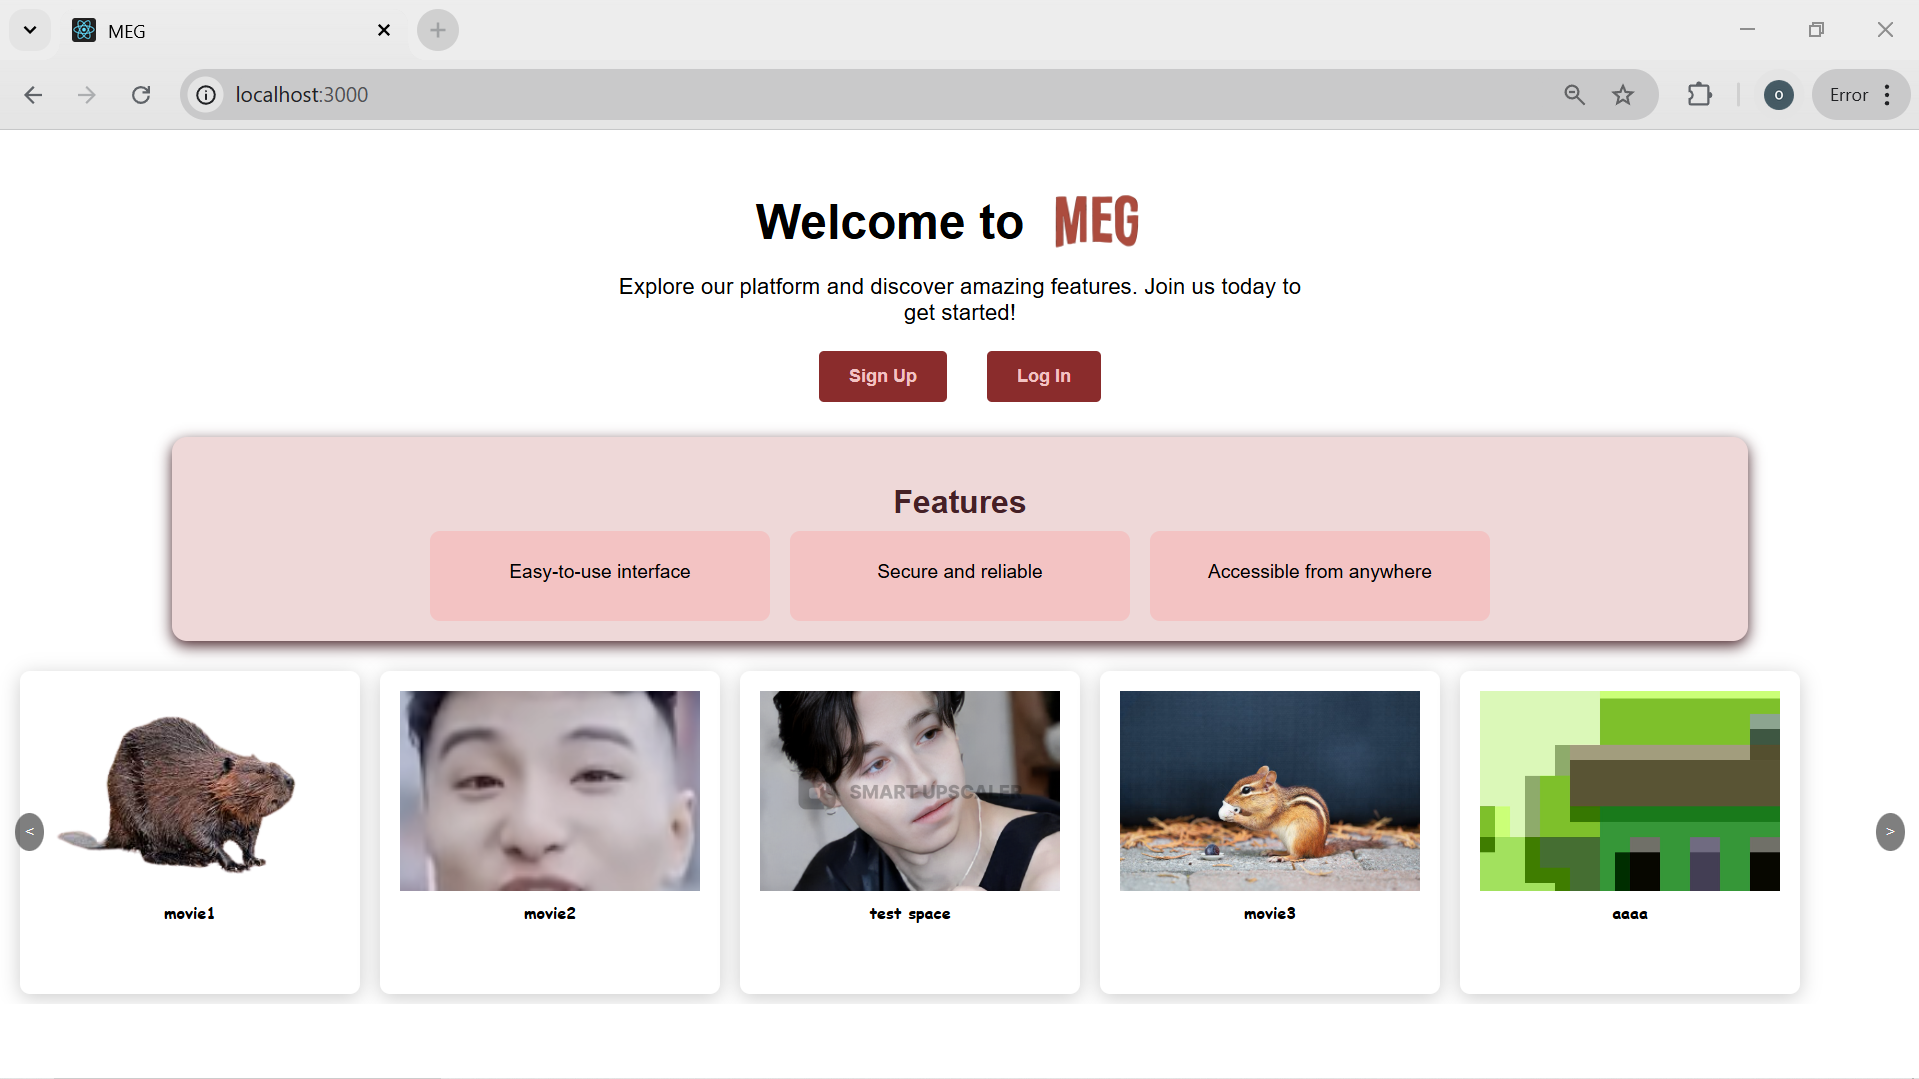 MEG
localhost:3000
O
Error
Welcome to MEG
Explore our platform and discover amazing features. Join us today to
get started!
Sign Up
Log In
Features
Easy-to-use interface
Secure and reliable
Accessible from anywhere
SMART UPSCALER
<
>
movie1
movie2
test space
movie3
aaaa